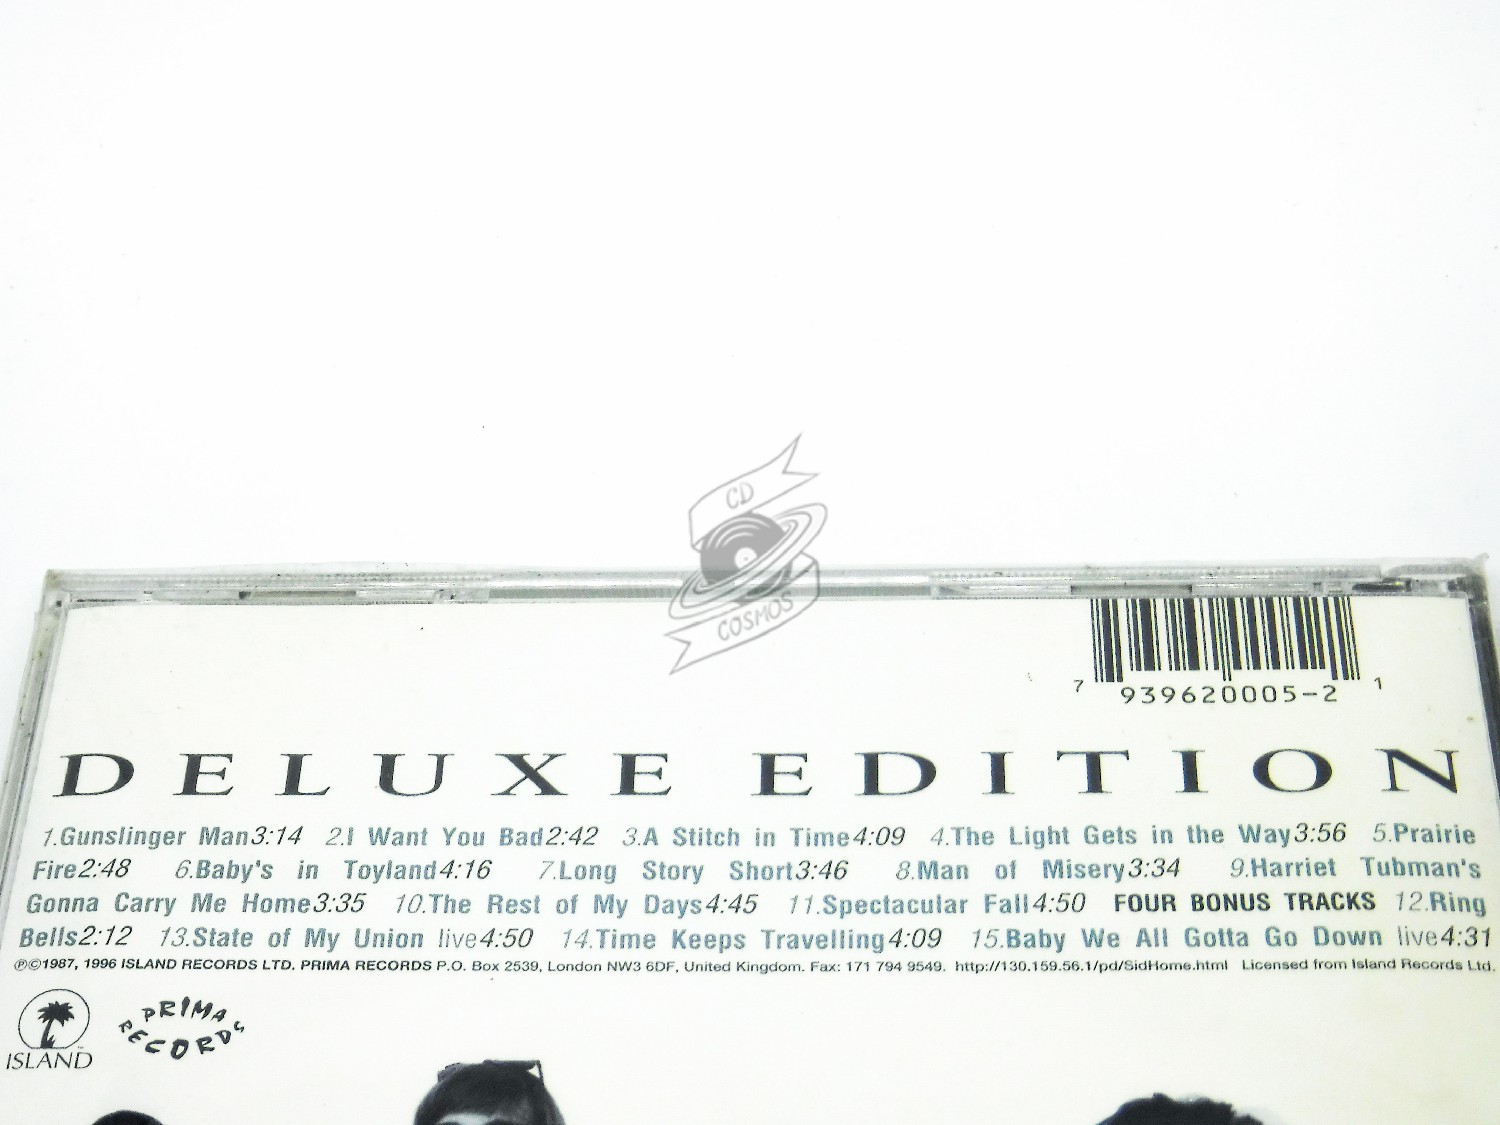 CD
COSMOS
7 939620005-2 1
DELUXE EDITION
1.Gunslinger Man3:14 2.I Want You Bad2:42 3.A Stitch in Time4:09 4.The Light Gets in the Way3:56 5.Prairie
Fire2:48 6.Baby's in Toyland4:16 7.Long Story Short3:46 8.Man of Misery3:34 9.Harriet Tubman's
Gonna Carry Me Home3:35 10.The Rest of My Days4:45 11.Spectacular Fall4:50 FOUR BONUS TRACKS 12.Ring
Bells2:12 13.State of My Union live4:50 14.Time Keeps Travelling4:09 15.Baby We All Gotta Go Down live4:31
℗©1987, 1996 ISLAND RECORDS LTD. PRIMA RECORDS P.O. Box 2539, London NW3 6DF, United Kingdom. Fax: 171 794 9549. http://130.159.56.1/pd/SidHome.html Licensed from Island Records Ltd.
PRIMA
RECORDS
ISLAND